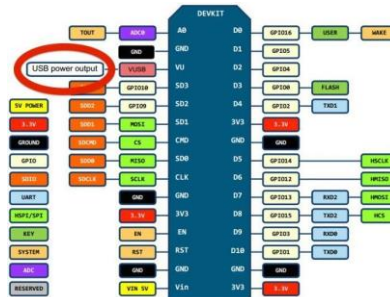 DEVKIT
TOUT ADC0 A0 D0 GPIO16 USER WAKE
GND GND D1 GPIO5
USB power output VUSB VU D2 GPIO4
GPIO10 SD3 D3 GPIO0 FLASH
5V POWER SDD2 GPIO9 SD2 D4 GPIO2 TXD1
3.3V SDD1 MOSI SD1 3V3 3.3V
GROUND SDCMD CS CMD GND GND
GPIO SDD0 MISO SD0 D5 GPIO14 HSCLK
SDIO SDCLK SCLK CLK D6 GPIO12 HMISO
UART GND GND D7 GPIO13 RXD2 HMOSI
HSPI/SPI 3.3V 3V3 D8 GPIO15 TXD2 HCS
KEY EN EN D9 GPIO3 RXD0
SYSTEM RST RST D10 GPIO1 TXD0
ADC GND GND GND GND
RESERVED VIN 5V Vin 3V3 3.3V